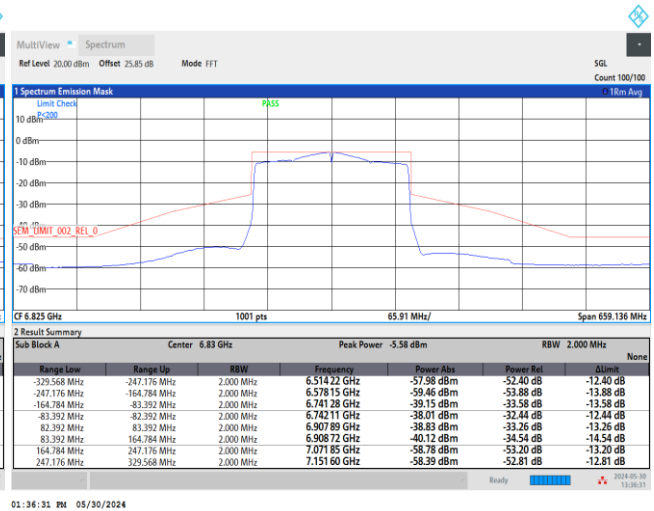 MultiView Spectrum
Ref Level 20.00 dBm Offset 25.85 dB Mode FFT SGL
Count 100/100
1 Spectrum Emission Mask 1Rm Avg
Limit Check PASS
P<200
10 dBm
0 dBm
-10 dBm
-20 dBm
-30 dBm
SEM_LIMIT_002_REL_0
-50 dBm
-60 dBm
-70 dBm
CF 6.825 GHz 1001 pts 65.91 MHz/ Span 659.136 MHz
2 Result Summary
Sub Block A Center 6.83 GHz Peak Power -5.58 dBm RBW 2.000 MHz
None
Range Low Range Up RBW Frequency Power Abs Power Rel ΔLimit
-329.568 MHz -247.176 MHz 2.000 MHz 6.514 22 GHz -57.98 dBm -52.40 dB -12.40 dB
-247.176 MHz -164.784 MHz 2.000 MHz 6.578 15 GHz -59.46 dBm -53.88 dB -13.88 dB
-164.784 MHz -83.392 MHz 2.000 MHz 6.741 28 GHz -39.15 dBm -33.58 dB -13.58 dB
-83.392 MHz -82.392 MHz 2.000 MHz 6.742 11 GHz -38.01 dBm -32.44 dB -12.44 dB
82.392 MHz 83.392 MHz 2.000 MHz 6.907 89 GHz -38.83 dBm -33.26 dB -13.26 dB
83.392 MHz 164.784 MHz 2.000 MHz 6.908 72 GHz -40.12 dBm -34.54 dB -14.54 dB
164.784 MHz 247.176 MHz 2.000 MHz 7.071 85 GHz -58.78 dBm -53.20 dB -13.20 dB
247.176 MHz 329.568 MHz 2.000 MHz 7.151 60 GHz -58.39 dBm -52.81 dB -12.81 dB
Ready 2024-05-30
13:36:31
01:36:31 PM 05/30/2024